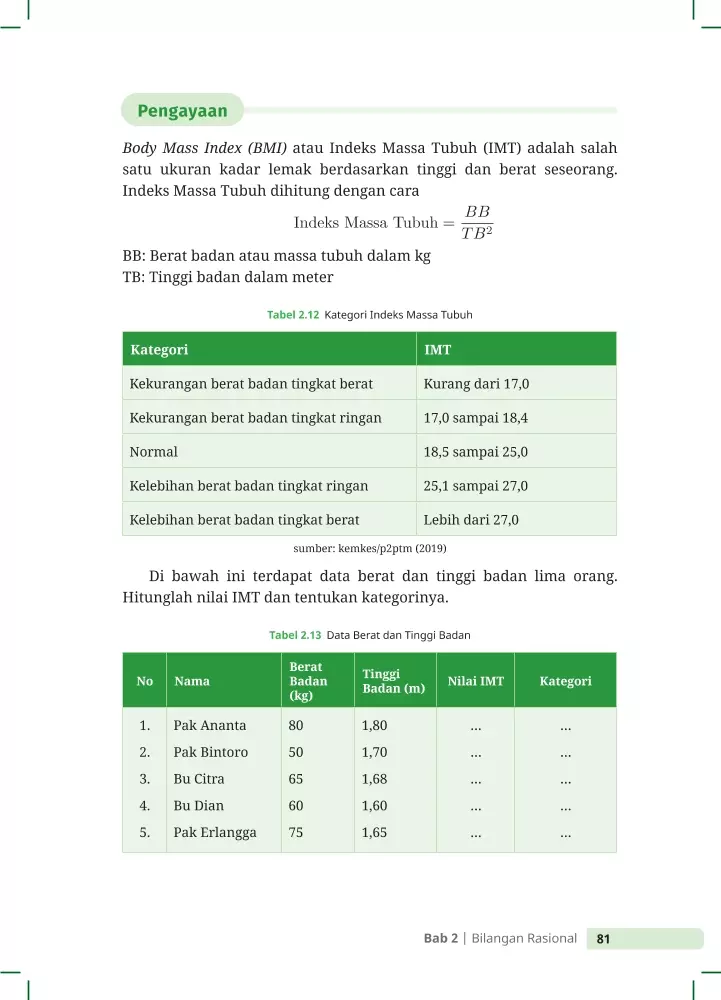 Pengayaan
Body Mass Index (BMI) atau Indeks Massa Tubuh (IMT) adalah salah
satu ukuran kadar lemak berdasarkan tinggi dan berat seseorang.
Indeks Massa Tubuh dihitung dengan cara
Indeks Massa Tubuh = BB / TB²
BB: Berat badan atau massa tubuh dalam kg
TB: Tinggi badan dalam meter
Tabel 2.12 Kategori Indeks Massa Tubuh
Kategori IMT
Kekurangan berat badan tingkat berat Kurang dari 17,0
Kekurangan berat badan tingkat ringan 17,0 sampai 18,4
Normal 18,5 sampai 25,0
Kelebihan berat badan tingkat ringan 25,1 sampai 27,0
Kelebihan berat badan tingkat berat Lebih dari 27,0
sumber: kemkes/p2ptm (2019)
Di bawah ini terdapat data berat dan tinggi badan lima orang.
Hitunglah nilai IMT dan tentukan kategorinya.
Tabel 2.13 Data Berat dan Tinggi Badan
No Nama Berat Badan (kg) Tinggi Badan (m) Nilai IMT Kategori
1. Pak Ananta 80 1,80 ... ...
2. Pak Bintoro 50 1,70 ... ...
3. Bu Citra 65 1,68 ... ...
4. Bu Dian 60 1,60 ... ...
5. Pak Erlangga 75 1,65 ... ...
Bab 2 | Bilangan Rasional 81